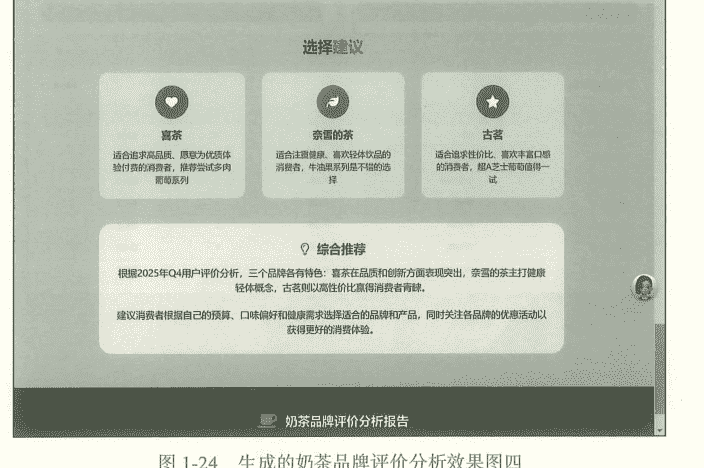 选择建议
喜茶
适合追求高品质、愿意为优质体
验付费的消费者，推荐尝试多肉
葡萄系列
奈雪的茶
适合注重健康、喜欢轻体饮品的
消费者，牛油果系列是不错的选
择
古茗
适合追求性价比、喜欢丰富口感
的消费者，超A芝士葡萄值得一
试
综合推荐
根据2025年Q4用户评价分析，三个品牌各有特色：喜茶在品质和创新方面表现突出，奈雪的茶主打健康
轻体概念，古茗则以高性价比赢得消费者青睐。
建议消费者根据自己的预算、口味偏好和健康需求选择适合的品牌和产品，同时关注各品牌的优惠活动以
获得更好的消费体验。
奶茶品牌评价分析报告
图 1-24 生成的奶茶品牌评价分析效果图四